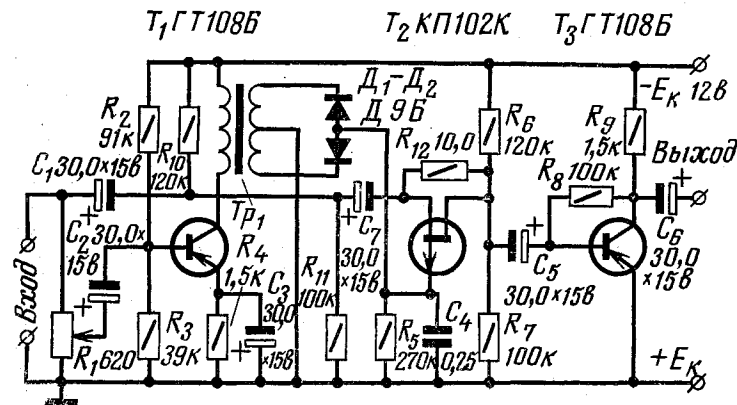 T₁ ГТ108Б
T₂ КП102К
T₃ ГТ108Б
R₂
91к
R₁₀
120к
Д₁-Д₂
Д9Б
R₁₂ 10,0
R₆
120к
-Eк 12в
R₉
1,5к
R₈
100к
Выход
C₁ 30,0×15в
Tр₁
C₂ 30,0×
15в
R₄
1,5к
C₇
30,0
×15в
C₆
30,0
×15в
C₅
30,0×15в
Вход
R₁ 620
R₃
39к
C₃
30,0
×15в
R₁₁
100к
R₅
270к
C₄
0,25
R₇
100к
+Eк